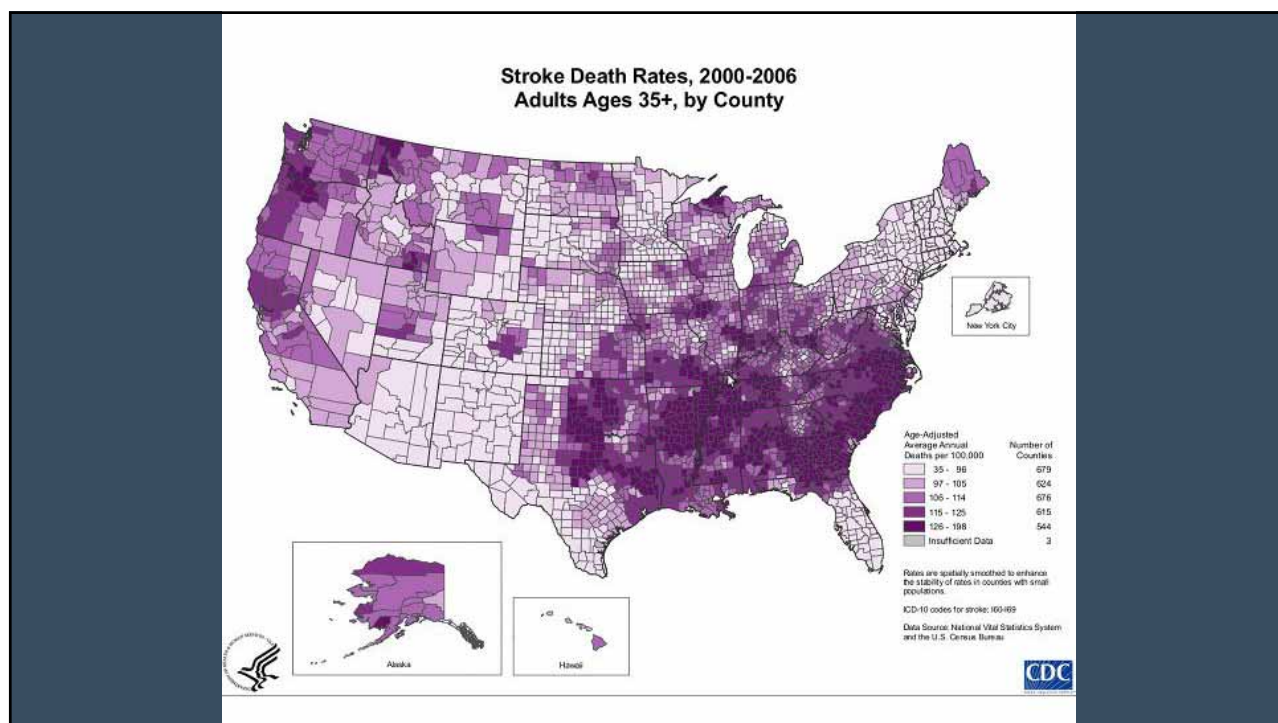 Stroke Death Rates, 2000-2006
Adults Ages 35+, by County
New York City
Age-Adjusted
Average Annual
Deaths per 100,000
Number of
Counties
35 - 96 679
97 - 105 624
106 - 114 676
115 - 125 615
126 - 198 544
Insufficient Data 3
Rates are spatially smoothed to enhance
the stability of rates in counties with small
populations.
ICD-10 codes for stroke: I60-I69
Data Source: National Vital Statistics System
and the U.S. Census Bureau
Alaska
Hawaii
CDC